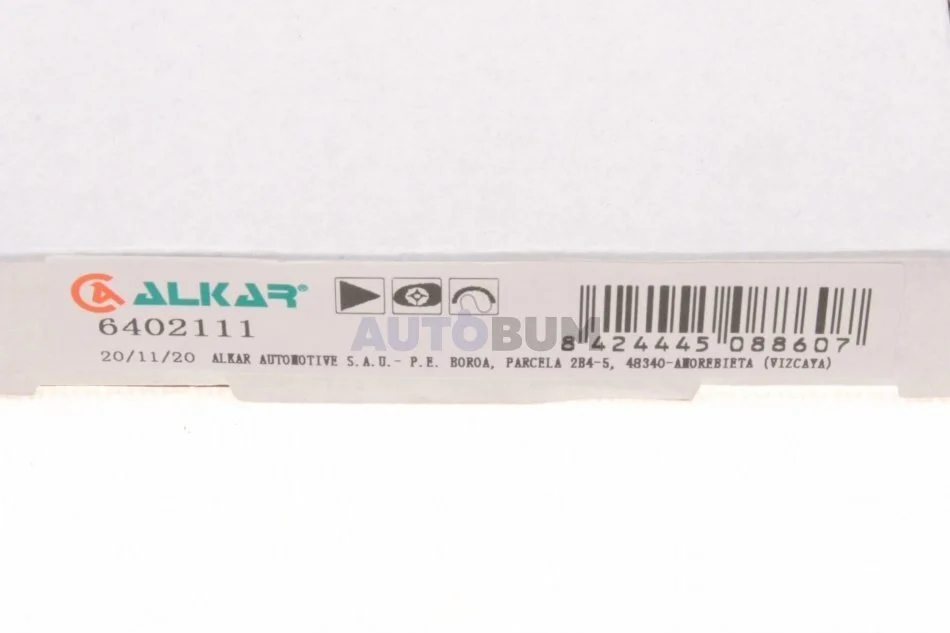 ALKAR®
6402111
AUTOBUM
8 424445 088607
20/11/20 ALKAR AUTOMOTIVE S.A.U.- P.E. BOROA, PARCELA 2B4-5, 48340-AMOREBIETA (VIZCAYA)